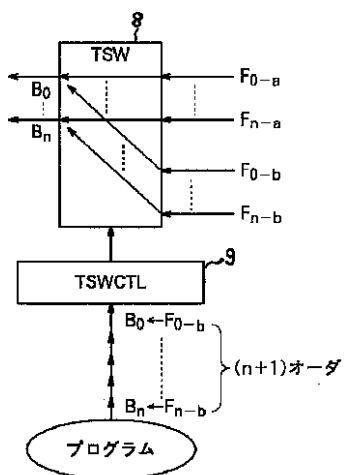 8
TSW
B0
Bn
F0-a
Fn-a
F0-b
Fn-b
9
TSWCTL
B0←F0-b
Bn←Fn-b
(n+1)オーダ
プログラム